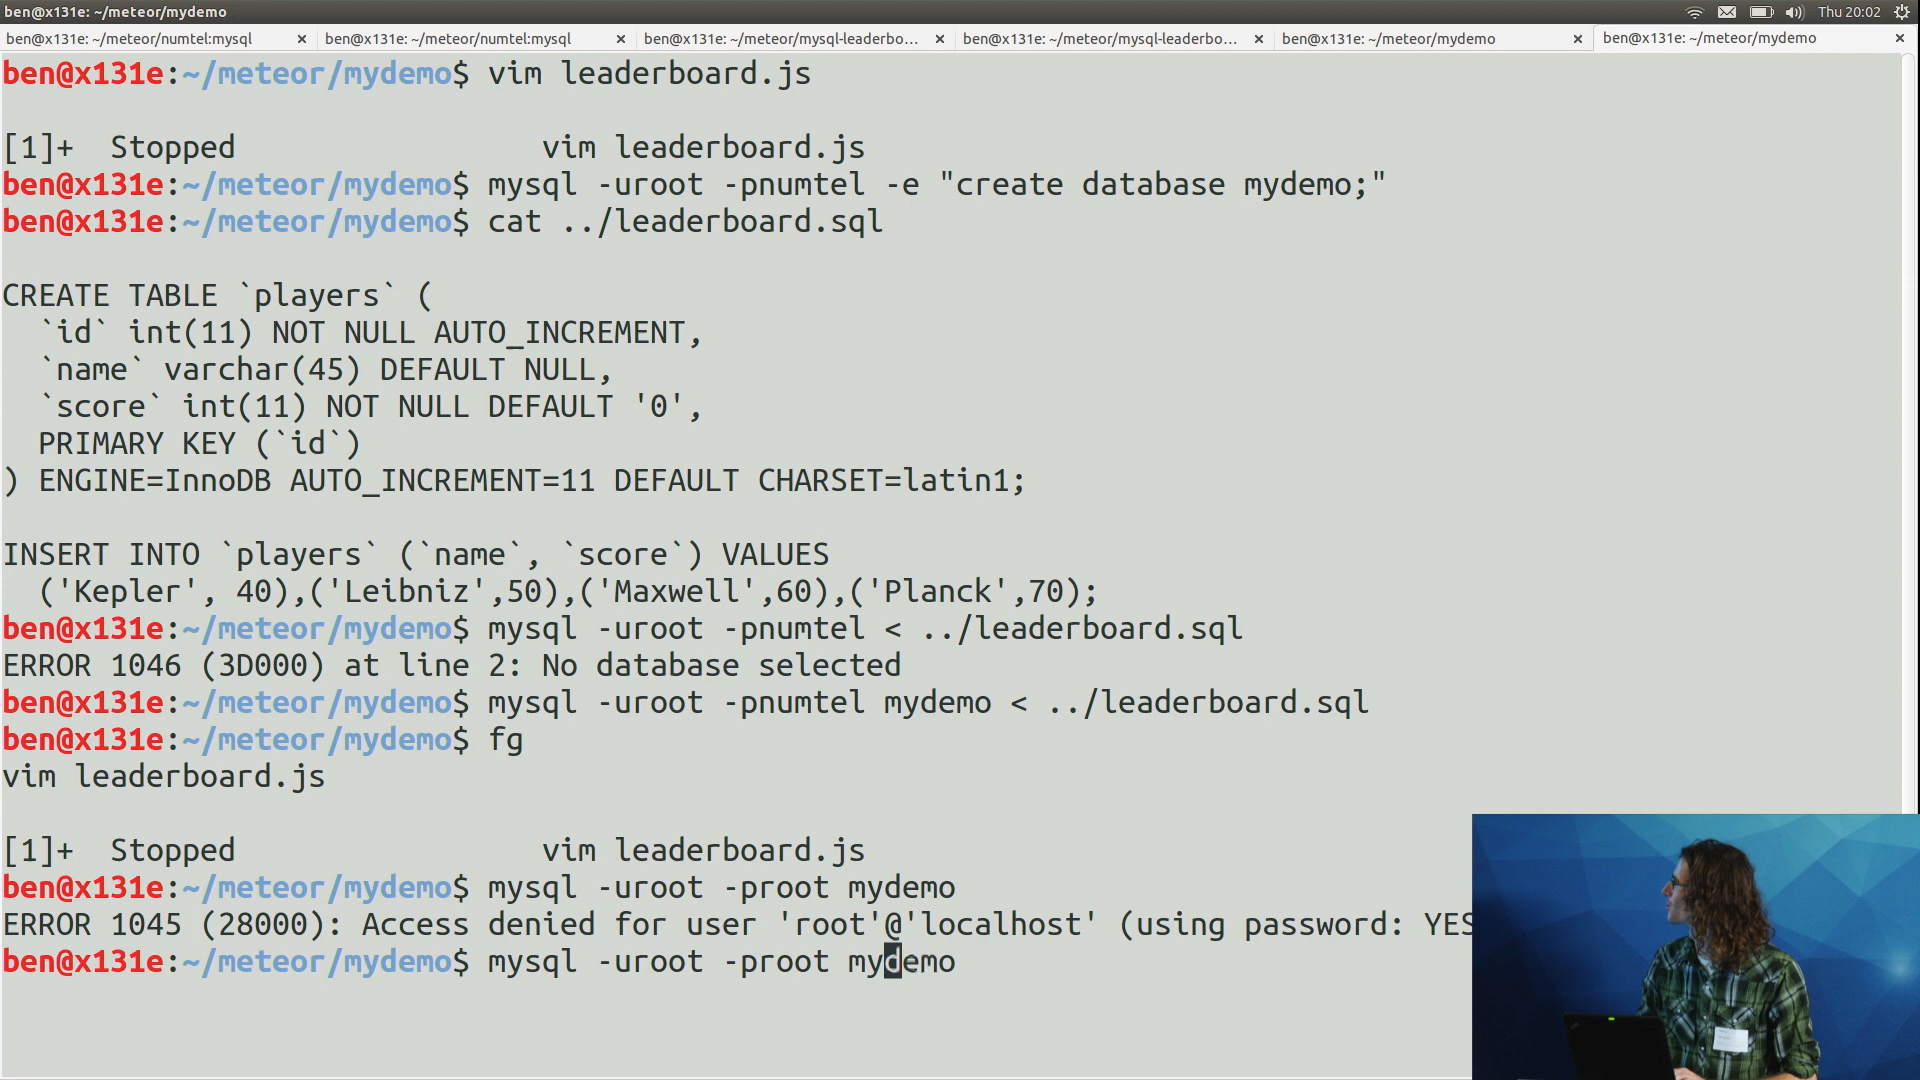 ben@x131e: ~/meteor/mydemo
Thu 20:02
ben@x131e: ~/meteor/numtel:mysql
ben@x131e: ~/meteor/numtel:mysql
ben@x131e: ~/meteor/mysql-leaderbo...
ben@x131e: ~/meteor/mysql-leaderbo...
ben@x131e: ~/meteor/mydemo
ben@x131e: ~/meteor/mydemo
ben@x131e:~/meteor/mydemo$ vim leaderboard.js
[1]+  Stopped                 vim leaderboard.js
ben@x131e:~/meteor/mydemo$ mysql -uroot -pnumtel -e "create database mydemo;"
ben@x131e:~/meteor/mydemo$ cat ../leaderboard.sql
CREATE TABLE `players` (
  `id` int(11) NOT NULL AUTO_INCREMENT,
  `name` varchar(45) DEFAULT NULL,
  `score` int(11) NOT NULL DEFAULT '0',
  PRIMARY KEY (`id`)
) ENGINE=InnoDB AUTO_INCREMENT=11 DEFAULT CHARSET=latin1;
INSERT INTO `players` (`name`, `score`) VALUES
  ('Kepler', 40),('Leibniz',50),('Maxwell',60),('Planck',70);
ben@x131e:~/meteor/mydemo$ mysql -uroot -pnumtel < ../leaderboard.sql
ERROR 1046 (3D000) at line 2: No database selected
ben@x131e:~/meteor/mydemo$ mysql -uroot -pnumtel mydemo < ../leaderboard.sql
ben@x131e:~/meteor/mydemo$ fg
vim leaderboard.js
[1]+  Stopped                 vim leaderboard.js
ben@x131e:~/meteor/mydemo$ mysql -uroot -proot mydemo
ERROR 1045 (28000): Access denied for user 'root'@'localhost' (using password: YES
ben@x131e:~/meteor/mydemo$ mysql -uroot -proot mydemo